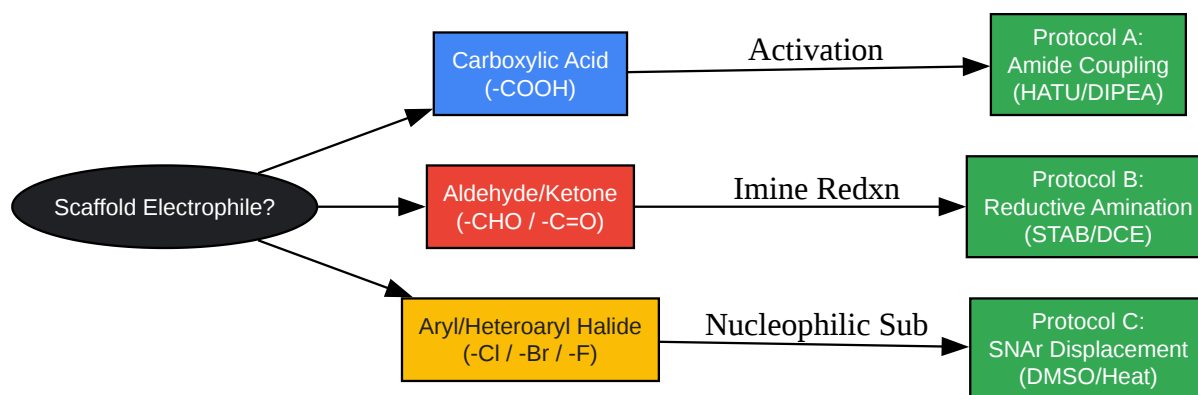 Scaffold Electrophile?
Carboxylic Acid
(-COOH)
Activation
Protocol A:
Amide Coupling
(HATU/DIPEA)
Aldehyde/Ketone
(-CHO / -C=O)
Imine Redxn
Protocol B:
Reductive Amination
(STAB/DCE)
Aryl/Heteroaryl Halide
(-Cl / -Br / -F)
Nucleophilic Sub
Protocol C:
SNAr Displacement
(DMSO/Heat)